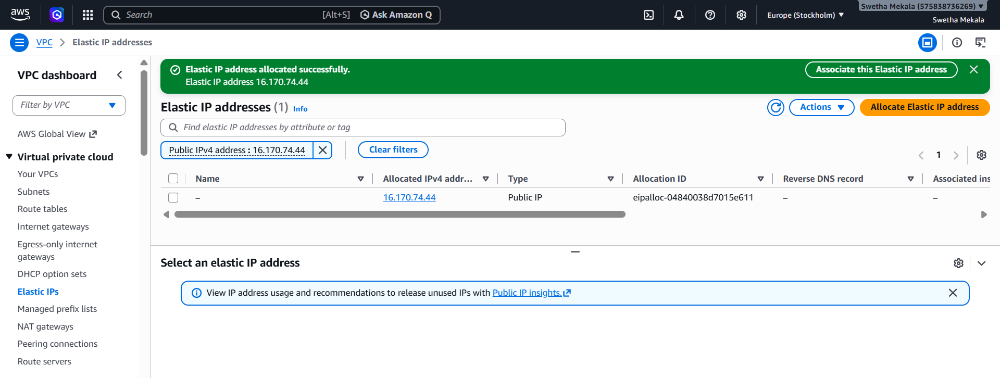 aws
Search [Alt+S] Ask Amazon Q
Europe (Stockholm)
Swetha Mekala (575838736269)
Swetha Mekala
VPC Elastic IP addresses
VPC dashboard
Filter by VPC
AWS Global View
Virtual private cloud
Your VPCs
Subnets
Route tables
Internet gateways
Egress-only internet
gateways
DHCP option sets
Elastic IPs
Managed prefix lists
NAT gateways
Peering connections
Route servers
Elastic IP address allocated successfully.
Elastic IP address 16.170.74.44
Associate this Elastic IP address
Elastic IP addresses (1) Info
Actions
Allocate Elastic IP address
Find elastic IP addresses by attribute or tag
Public IPv4 address : 16.170.74.44
Clear filters
1
Name Allocated IPv4 addr... Type Allocation ID Reverse DNS record Associated ins
– 16.170.74.44 Public IP eipalloc-04840038d7015e611 – –
Select an elastic IP address
View IP address usage and recommendations to release unused IPs with Public IP insights.